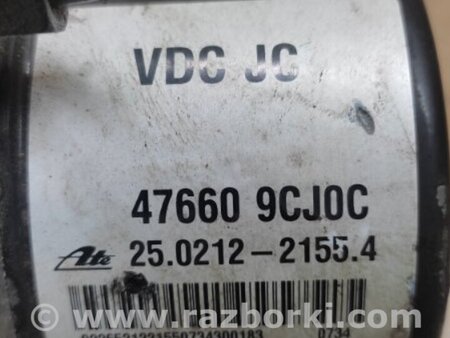 VDC JC
47660 9CJ0C
Ate 25.0212-2155.4
0734
© www.razborki.com